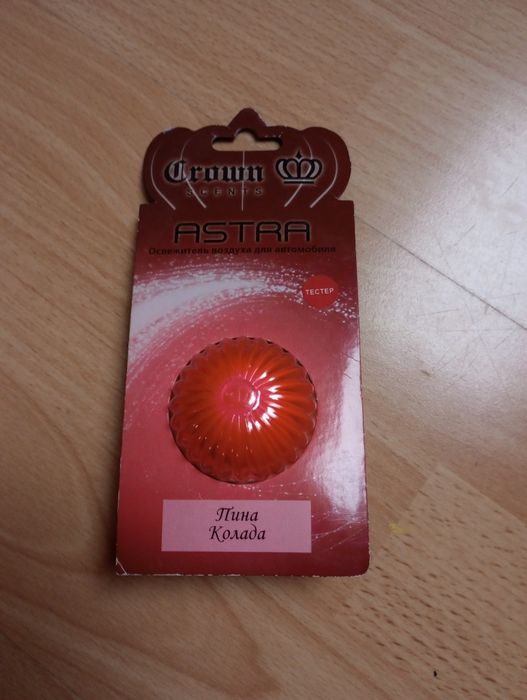 Crown
SCENTS
ASTRA
Освежитель воздуха для автомобиля
ТЕСТЕР
Пина
Колада